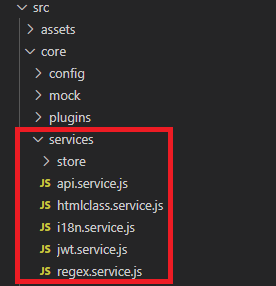 src
assets
core
config
mock
plugins
services
store
JS api.service.js
JS htmlclass.service.js
JS i18n.service.js
JS jwt.service.js
JS regex.service.js